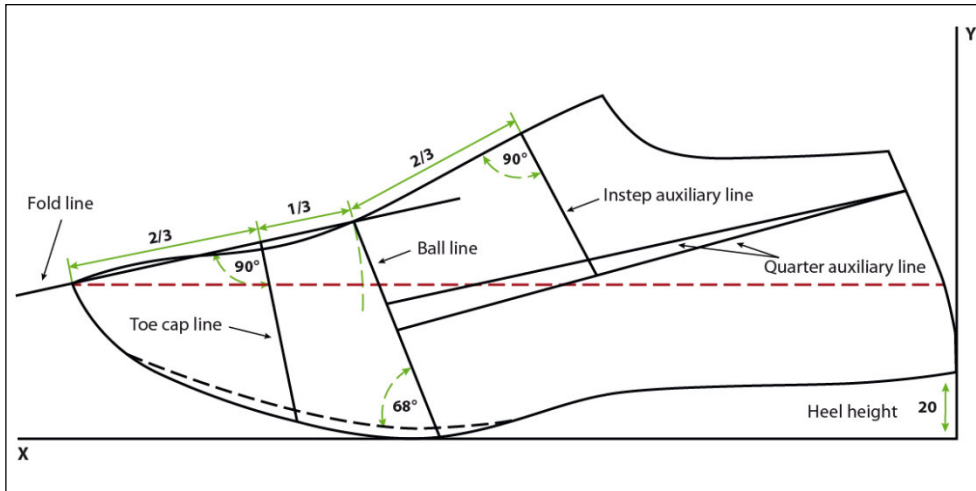 Y
2/3
90°
Instep auxiliary line
Fold line
1/3
2/3
Ball line
90°
Quarter auxiliary line
Toe cap line
68°
Heel height
20
X